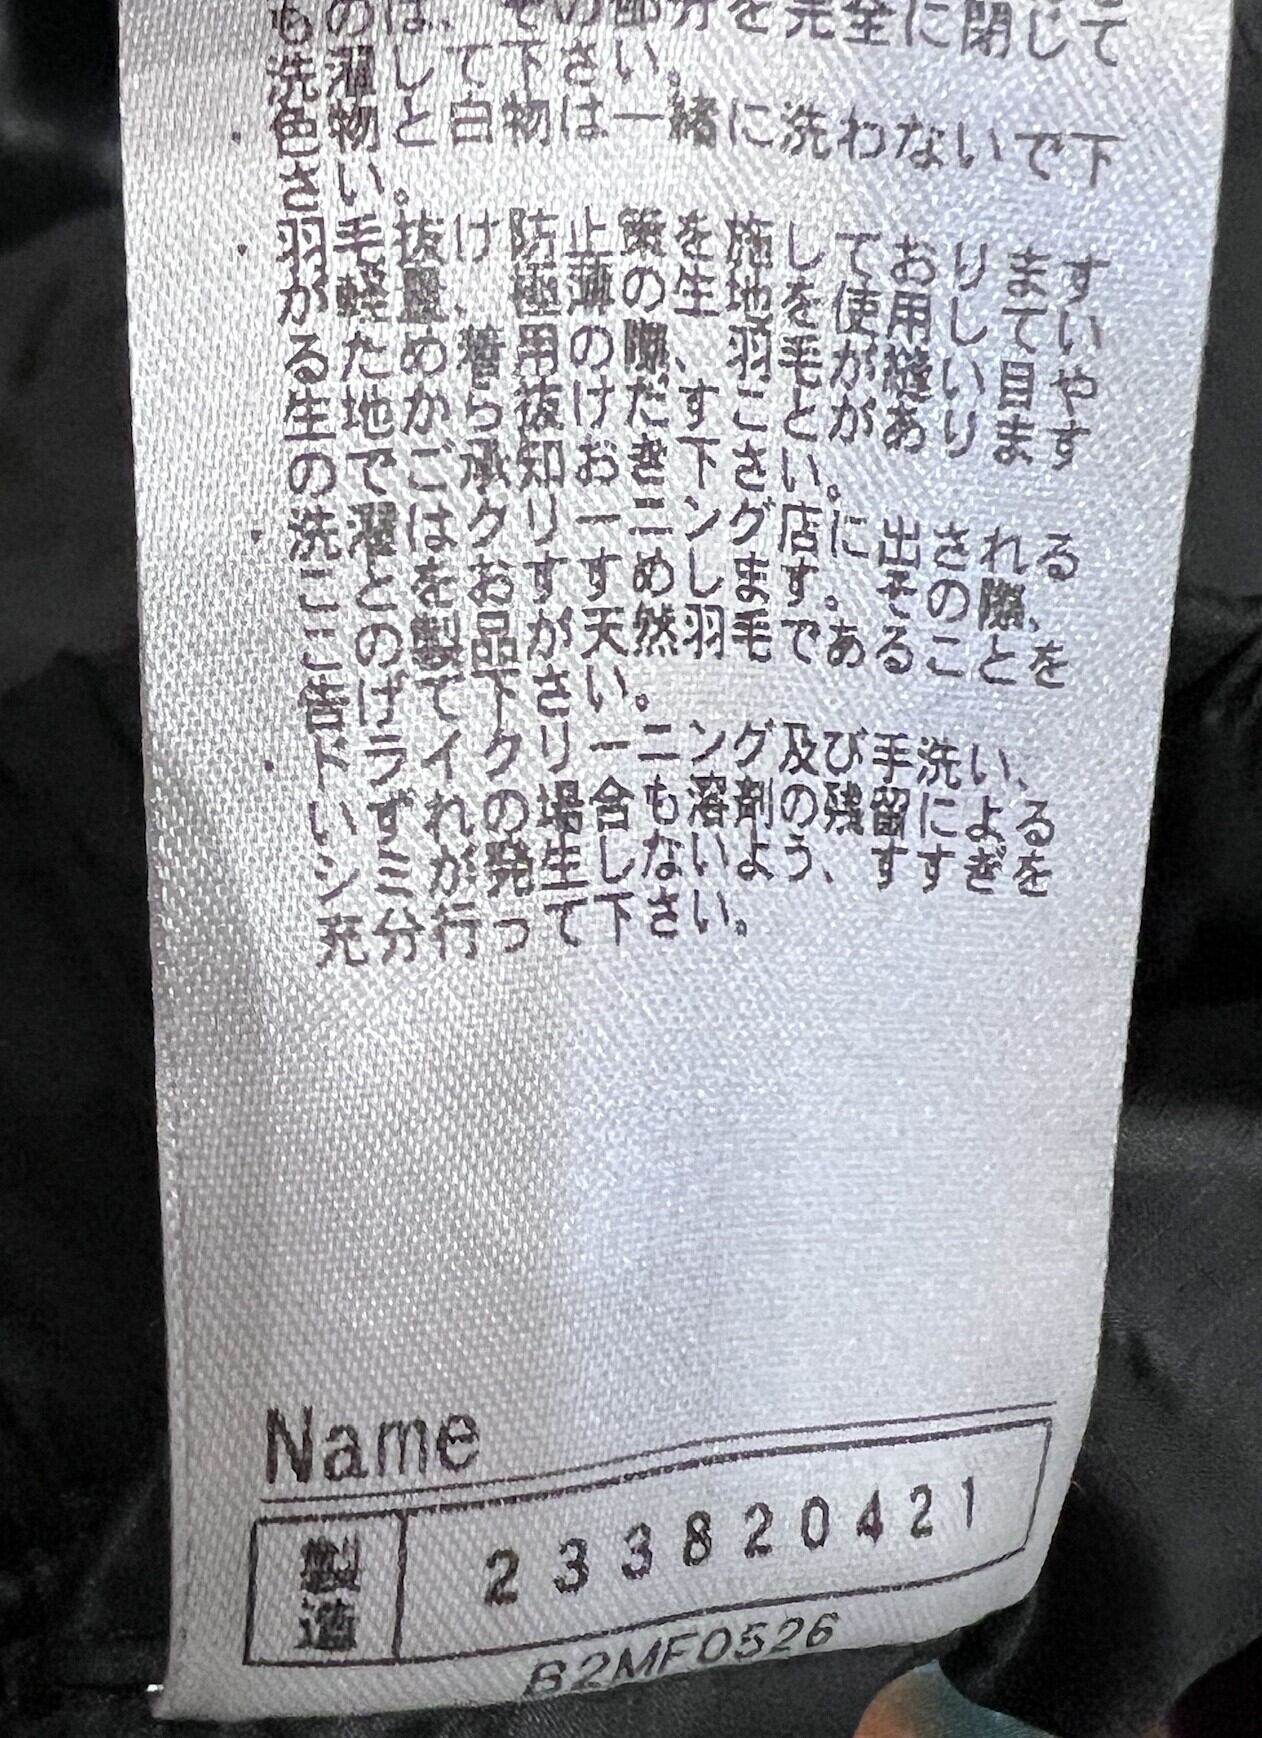 ものは、その部分を完全に閉じて
洗濯して下さい。
・色物と白物は一緒に洗わないで下
さい。
・羽毛抜け防止策を施しております
が、軽量、極薄の生地を使用してい
るため着用の際、羽毛が縫い目や
生地から抜けだすことがあります
のでご承知おき下さい。
・洗濯はクリーニング店に出される
ことをおすすめします。その際、
この製品が天然羽毛であることを
告げて下さい。
・ドライクリーニング及び手洗い、
いずれの場合も溶剤の残留による
シミが発生しないよう、すすぎを
充分行って下さい。
Name
製造 233820421
B2MF0526